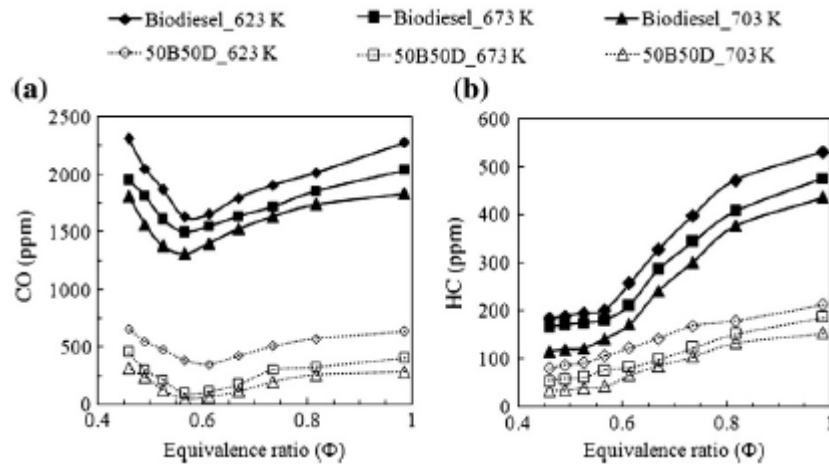 Biodiesel_623 K Biodiesel_673 K Biodiesel_703 K
50B50D_623 K 50B50D_673 K 50B50D_703 K
(a)
2500
2000
1500
1000
500
0
0.4 0.6 0.8 1
CO (ppm)
Equivalence ratio (Φ)
(b)
600
500
400
300
200
100
0
0.4 0.6 0.8 1
HC (ppm)
Equivalence ratio (Φ)